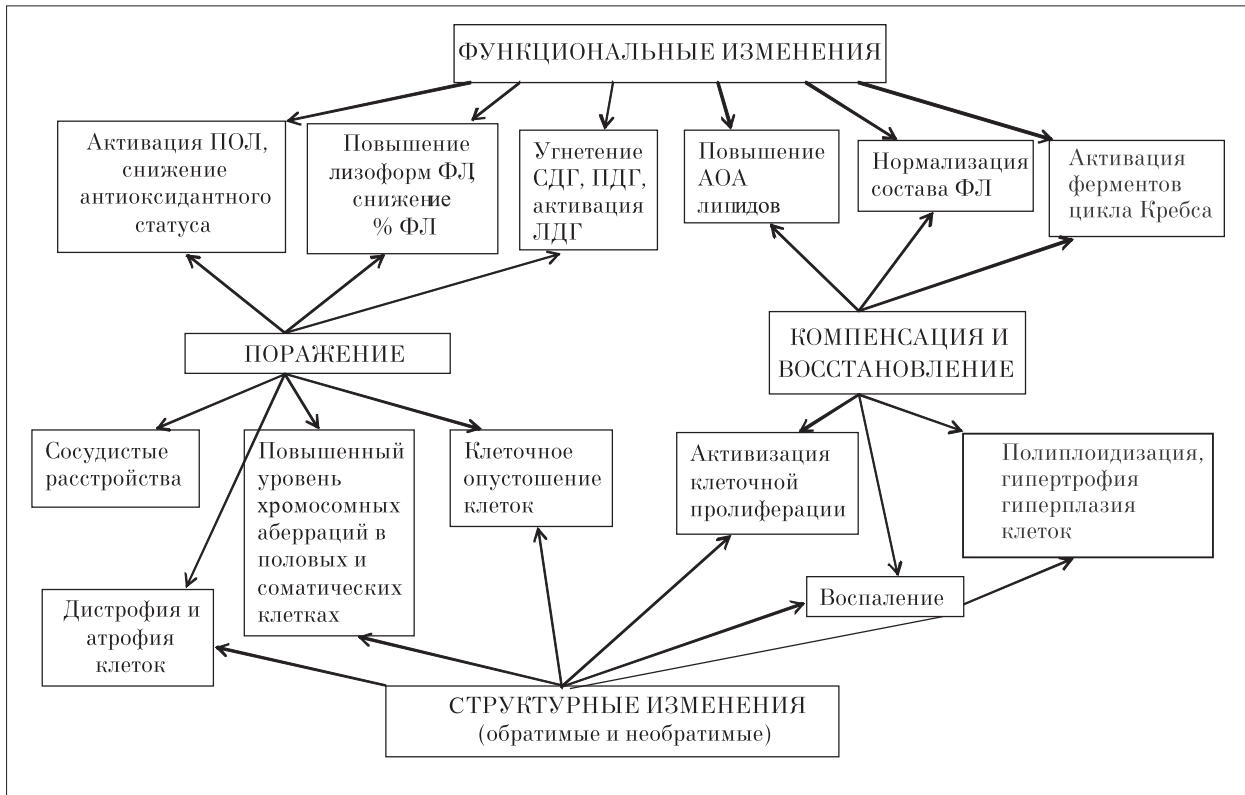 ФУНКЦИОНАЛЬНЫЕ ИЗМЕНЕНИЯ
Активация ПОЛ,
снижение
антиоксидантного
статуса
Повышение
лизоформ ФЛ,
снижение
% ФЛ
Угнетение
СДГ, ПДГ,
активация
ЛДГ
Повышение
АОА
липидов
Нормализация
состава ФЛ
Активация
ферментов
цикла Кребса
ПОРАЖЕНИЕ
КОМПЕНСАЦИЯ И
ВОССТАНОВЛЕНИЕ
Сосудистые
расстройства
Повышенный
уровень
хромосомных
аберраций в
половых и
соматических
клетках
Клеточное
опустошение
клеток
Активизация
клеточной
пролиферации
Полиплоидизация,
гипертрофия
гиперплазия
клеток
Дистрофия и
атрофия
клеток
Воспаление
СТРУКТУРНЫЕ ИЗМЕНЕНИЯ
(обратимые и необратимые)